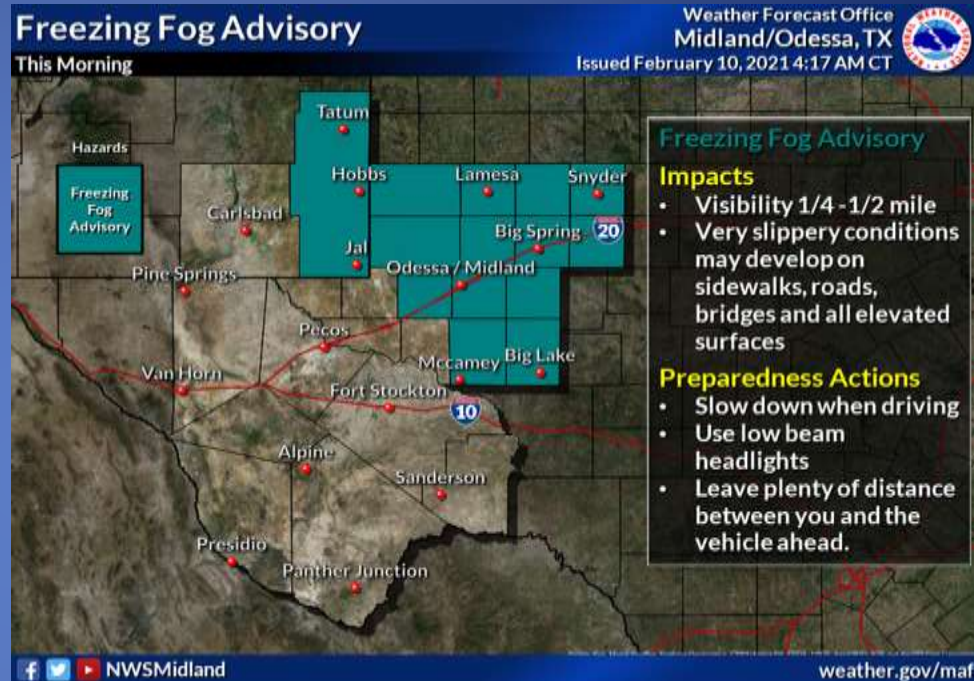 Freezing Fog Advisory
This Morning
Weather Forecast Office
Midland/Odessa, TX
Issued February 10, 2021 4:17 AM CT
Hazards
Freezing
Fog
Advisory
Tatum
Hobbs
Lamesa
Snyder
Carlsbad
Jal
Big Spring
20
Odessa / Midland
Pine Springs
Pecos
Van Horn
Mccamey
Big Lake
Fort Stockton
10
Alpine
Sanderson
Presidio
Panther Junction
Freezing Fog Advisory
Impacts
• Visibility 1/4 -1/2 mile
• Very slippery conditions
may develop on
sidewalks, roads,
bridges and all elevated
surfaces
Preparedness Actions
• Slow down when driving
• Use low beam
headlights
• Leave plenty of distance
between you and the
vehicle ahead.
NWSMidland
weather.gov/maf